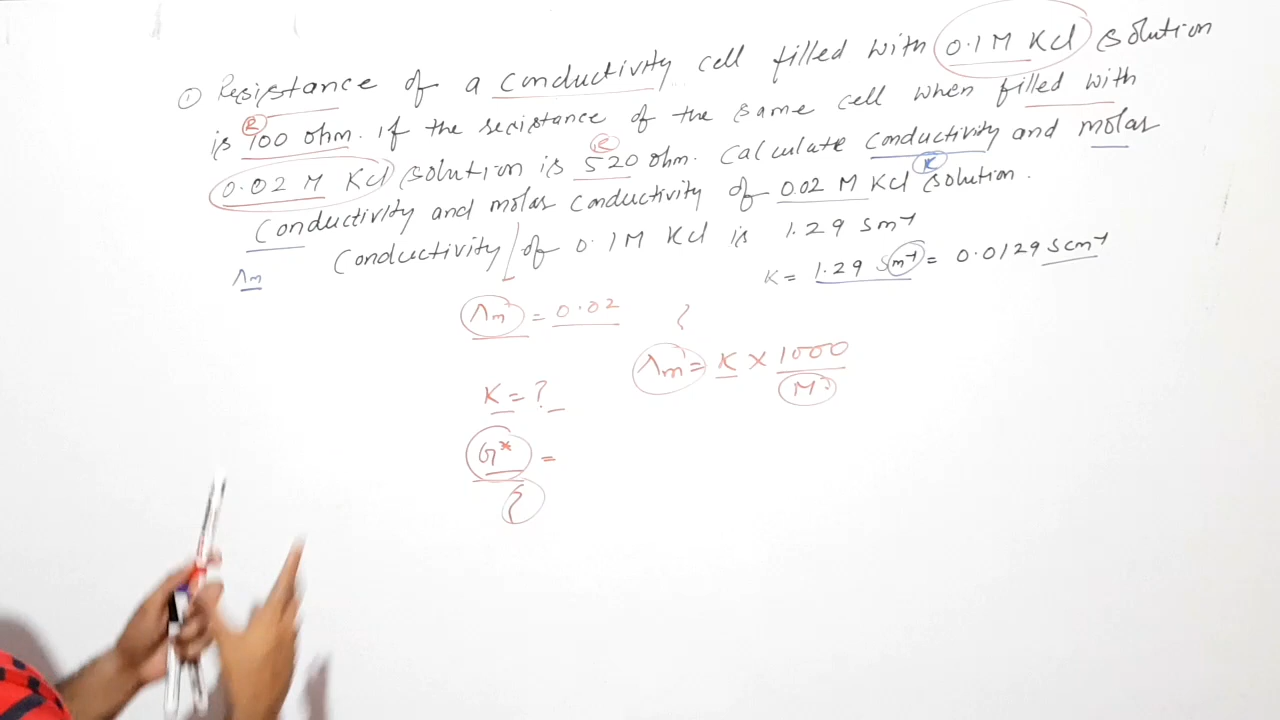 ① Resistance of a conductivity cell filled with 0.1 M KCl solution
is 100 ohm. if the resistance of the same cell when filled with
0.02 M KCl solution is 520 ohm. Calculate conductivity and molar
conductivity and molar conductivity of 0.02 M KCl solution.
Conductivity of 0.1 M KCl is 1.29 Sm⁻¹
R
R
K
Λm
K = 1.29 Sm⁻¹ = 0.0129 S cm⁻¹
Λm = 0.02
Λm = K × 1000
M
K = ?
G* =